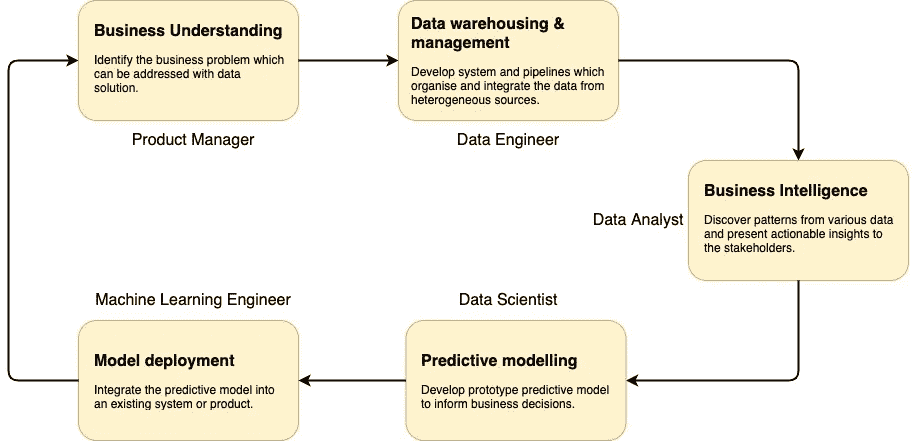 Business Understanding
Identify the business problem which
can be addressed with data
solution.
Product Manager
Data warehousing &
management
Develop system and pipelines which
organise and integrate the data from
heterogeneous sources.
Data Engineer
Business Intelligence
Discover patterns from various data
and present actionable insights to
the stakeholders.
Data Analyst
Data Scientist
Predictive modelling
Develop prototype predictive model
to inform business decisions.
Machine Learning Engineer
Model deployment
Integrate the predictive model into
an existing system or product.